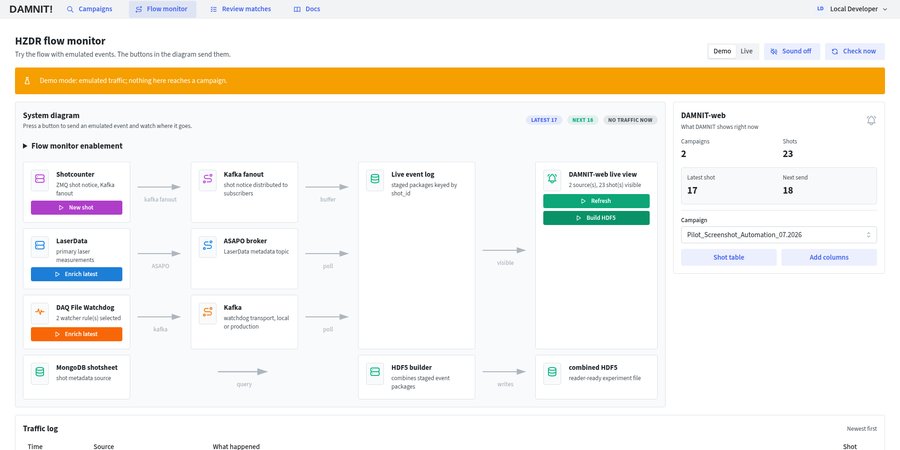 DAMNIT!
Campaigns
Flow monitor
Review matches
Docs
LD
Local Developer
HZDR flow monitor
Try the flow with emulated events. The buttons in the diagram send them.
Demo
Live
Sound off
Check now
Demo mode: emulated traffic; nothing here reaches a campaign.
System diagram
Press a button to send an emulated event and watch where it goes.
LATEST 17
NEXT 18
NO TRAFFIC NOW
Flow monitor enablement
Shotcounter
ZMQ shot notice, Kafka
fanout
New shot
kafka fanout
Kafka fanout
shot notice distributed to
subscribers
buffer
Live event log
staged packages keyed by
shot_id
visible
DAMNIT-web live view
2 source(s), 23 shot(s) visible
Refresh
Build HDF5
LaserData
primary laser
measurements
Enrich latest
ASAPO
ASAPO broker
LaserData metadata topic
poll
DAQ File Watchdog
2 watcher rule(s) selected
Enrich latest
kafka
Kafka
watchdog transport, local
or production
poll
MongoDB shotsheet
shot metadata source
query
HDF5 builder
combines staged event
packages
writes
combined HDF5
reader-ready experiment file
DAMNIT-web
What DAMNIT shows right now
Campaigns
2
Shots
23
Latest shot
17
Next send
18
Campaign
Pilot_Screenshot_Automation_07.2026
Shot table
Add columns
Traffic log
Newest first
Time
Source
What happened
Shot